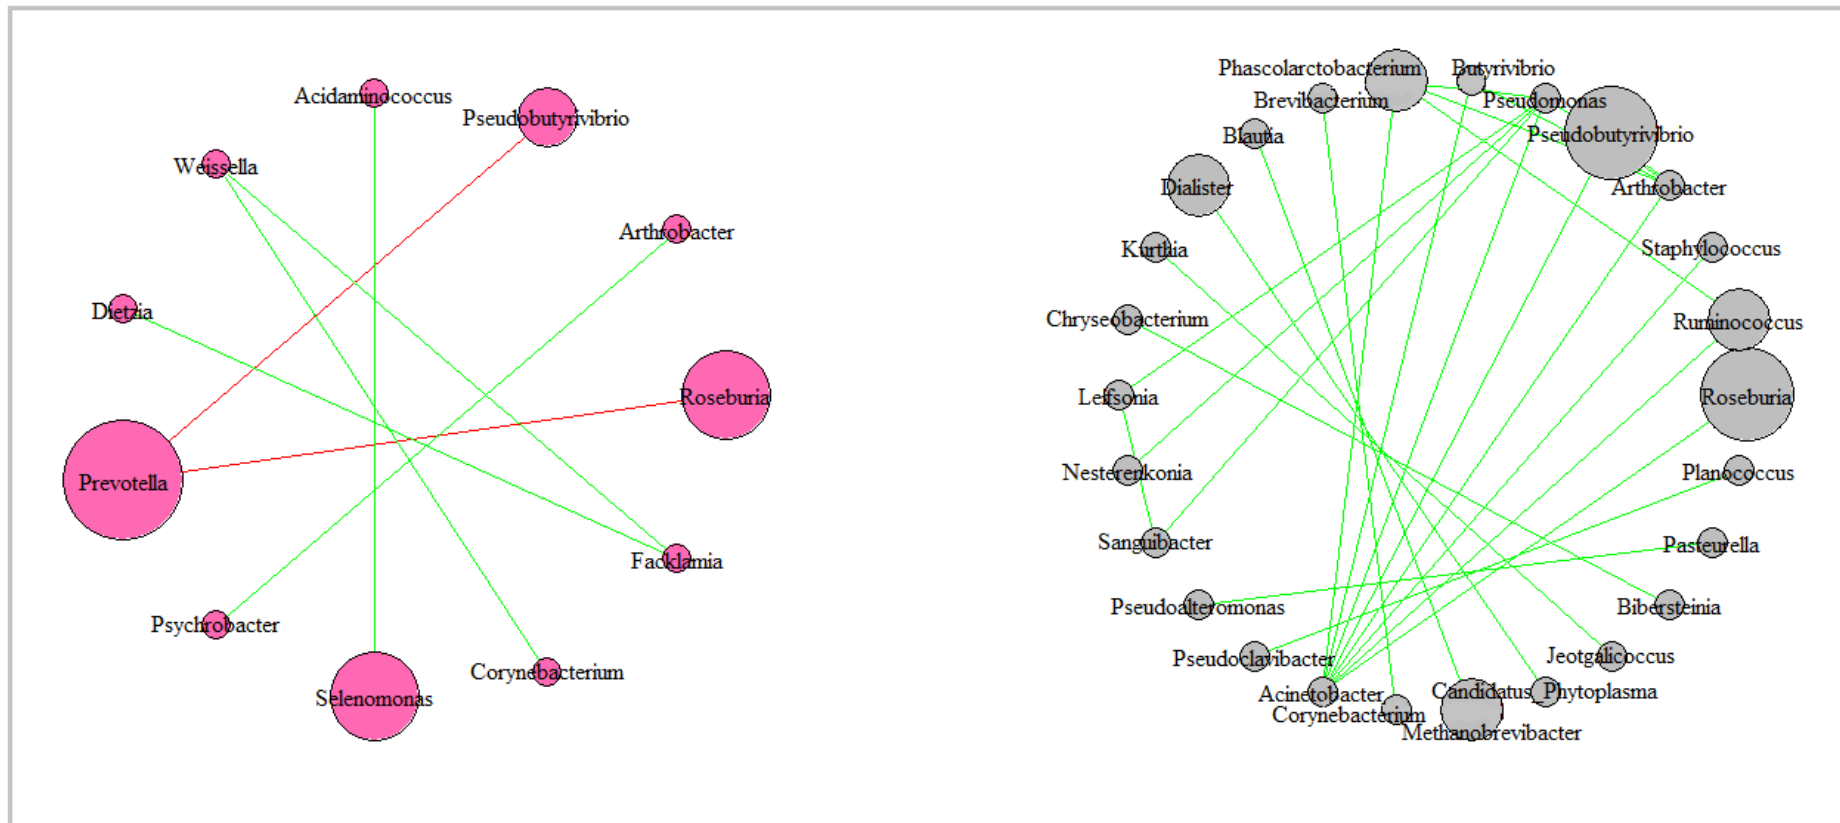 Acidaminococcus
Pseudobutyrivibrio
Weissella
Arthrobacter
Dietzia
Roseburia
Prevotella
Facklamia
Psychrobacter
Corynebacterium
Selenomonas
Phascolarctobacterium
Butyrivibrio
Brevibacterium
Pseudomonas
Blautia
Pseudobutyrivibrio
Dialister
Arthrobacter
Kurthia
Staphylococcus
Chryseobacterium
Ruminococcus
Leifsonia
Roseburia
Nesterenkonia
Planococcus
Sanguibacter
Pasteurella
Pseudoalteromonas
Bibersteinia
Pseudoclavibacter
Jeotgalicoccus
Acinetobacter
Candidatus_Phytoplasma
Corynebacterium
Methanobrevibacter